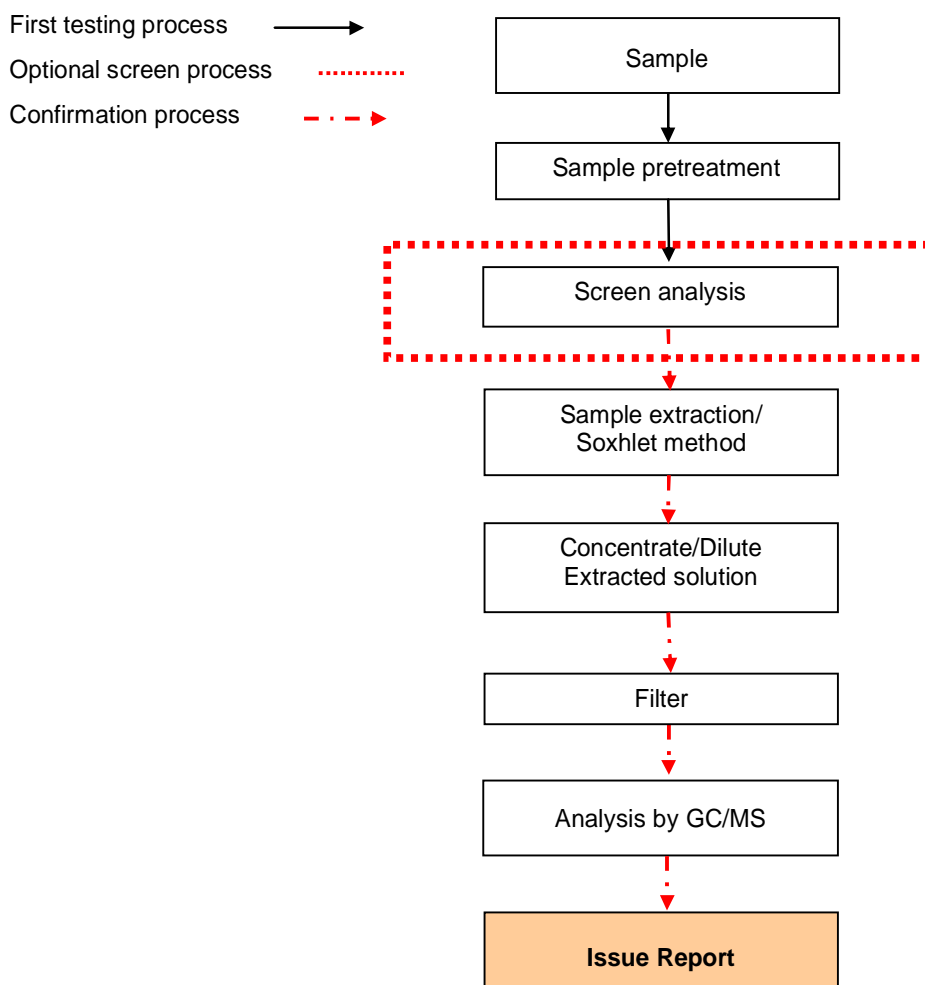 First testing process
Optional screen process
Confirmation process
Sample
Sample pretreatment
Screen analysis
Sample extraction/
Soxhlet method
Concentrate/Dilute
Extracted solution
Filter
Analysis by GC/MS
Issue Report